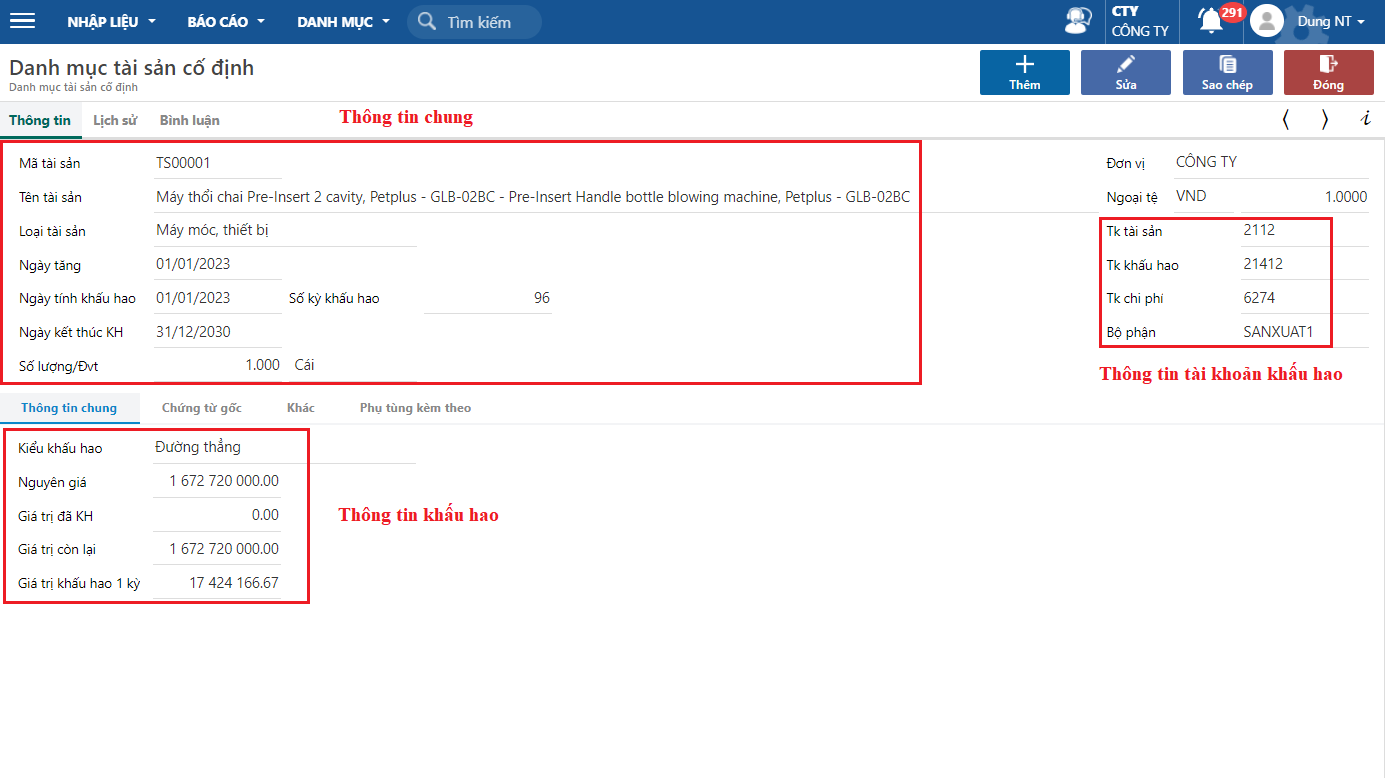 NHẬP LIỆU BÁO CÁO DANH MỤC Tìm kiếm CTY CÔNG TY 291 Dung NT
Danh mục tài sản cố định
Danh mục tài sản cố định
Thêm Sửa Sao chép Đóng
Thông tin Lịch sử Bình luận Thông tin chung
Mã tài sản TS00001 Đơn vị CÔNG TY
Tên tài sản Máy thổi chai Pre-Insert 2 cavity, Petplus - GLB-02BC - Pre-Insert Handle bottle blowing machine, Petplus - GLB-02BC Ngoại tệ VND 1.0000
Loại tài sản Máy móc, thiết bị Tk tài sản 2112
Ngày tăng 01/01/2023 Tk khấu hao 21412
Ngày tính khấu hao 01/01/2023 Số kỳ khấu hao 96 Tk chi phí 6274
Ngày kết thúc KH 31/12/2030 Bộ phận SANXUAT1
Số lượng/Đvt 1.000 Cái
Thông tin tài khoản khấu hao
Thông tin chung Chứng từ gốc Khác Phụ tùng kèm theo
Kiểu khấu hao Đường thẳng
Nguyên giá 1 672 720 000.00
Giá trị đã KH 0.00
Thông tin khấu hao
Giá trị còn lại 1 672 720 000.00
Giá trị khấu hao 1 kỳ 17 424 166.67